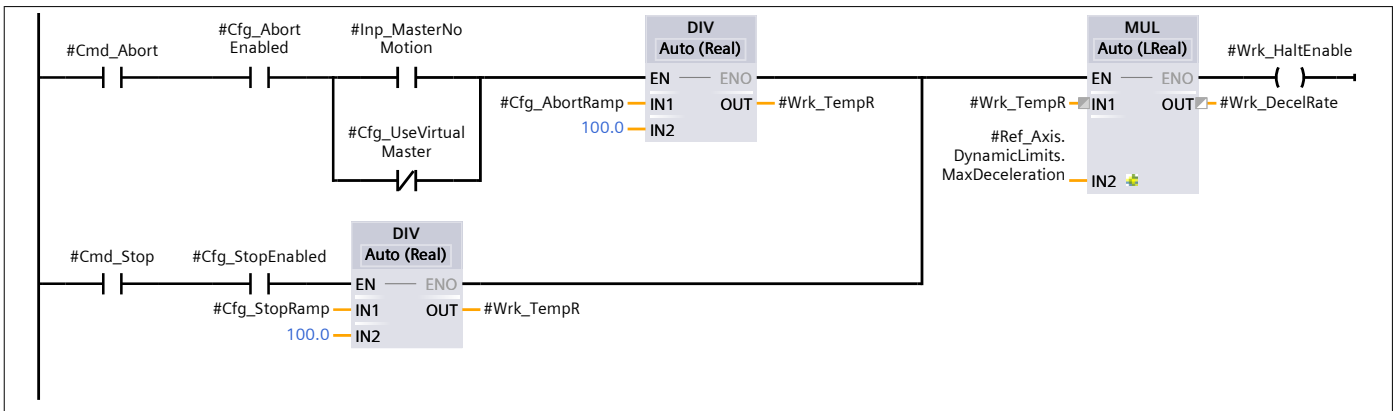 #Cmd_Abort
#Cfg_Abort
Enabled
#Inp_MasterNo
Motion
DIV
Auto (Real)
EN
ENO
#Cfg_AbortRamp
IN1
OUT
#Wrk_TempR
100.0
IN2
#Cfg_UseVirtual
Master
MUL
Auto (LReal)
EN
ENO
#Wrk_HaltEnable
#Wrk_TempR
IN1
OUT
#Wrk_DecelRate
#Ref_Axis.
DynamicLimits.
MaxDeceleration
IN2
#Cmd_Stop
#Cfg_StopEnabled
DIV
Auto (Real)
EN
ENO
#Cfg_StopRamp
IN1
OUT
#Wrk_TempR
100.0
IN2